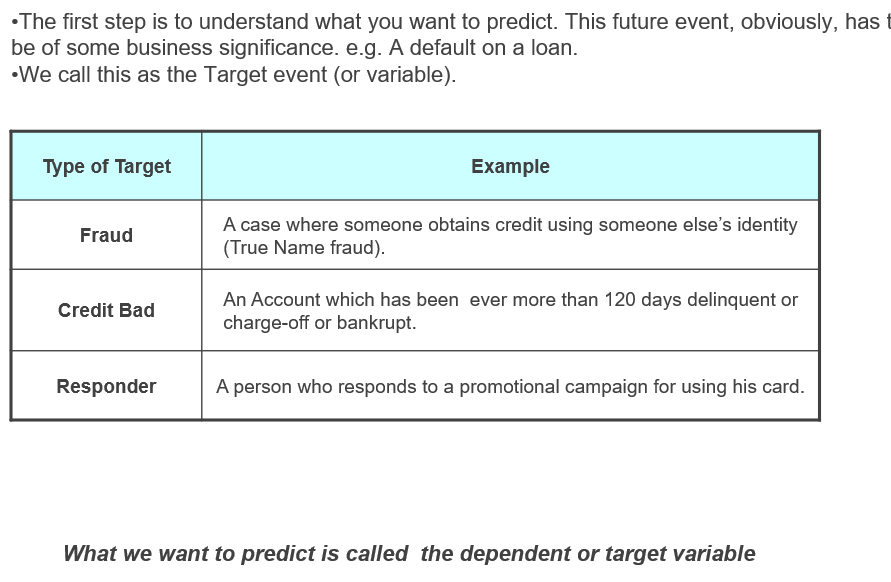 •The first step is to understand what you want to predict. This future event, obviously, has
be of some business significance. e.g. A default on a loan.
•We call this as the Target event (or variable).
Type of Target Example
Fraud
A case where someone obtains credit using someone else’s identity
(True Name fraud).
Credit Bad
An Account which has been  ever more than 120 days delinquent or
charge-off or bankrupt.
Responder A person who responds to a promotional campaign for using his card.
What we want to predict is called  the dependent or target variable